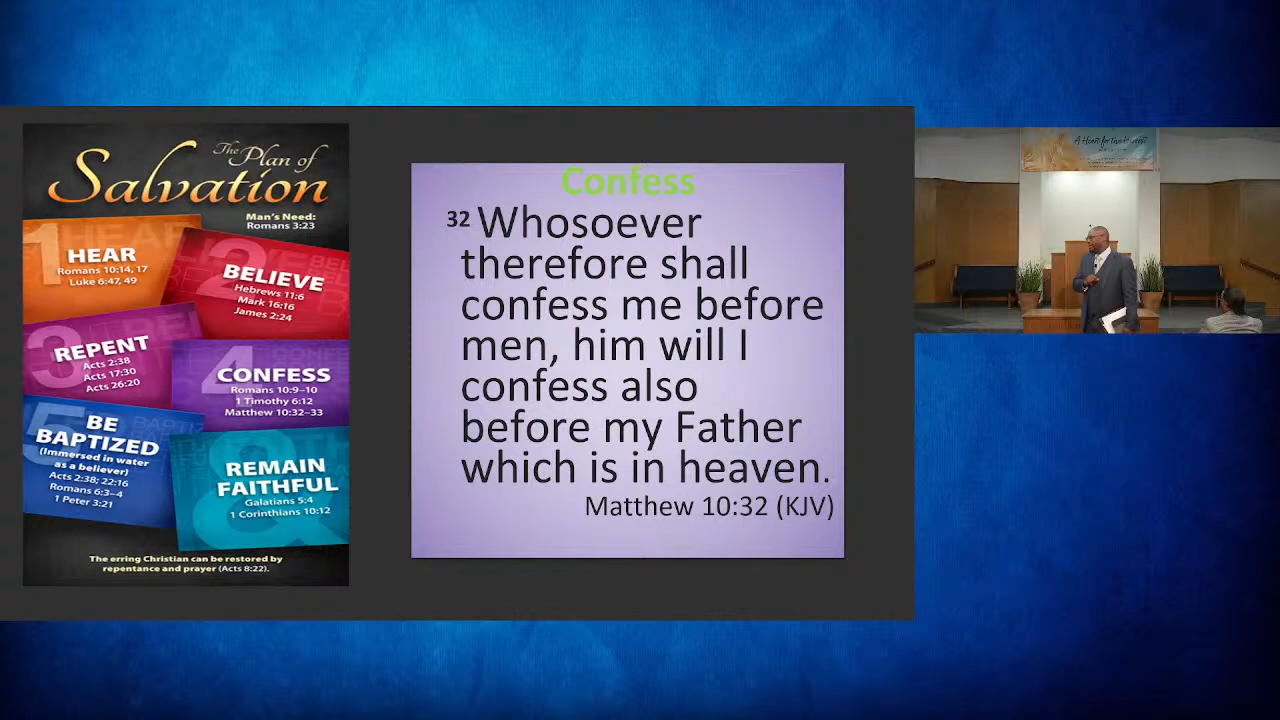 The Plan of
Salvation
Man's Need:
Romans 3:23
1 HEAR
Romans 10:14, 17
Luke 6:47, 49
2 BELIEVE
Hebrews 11:6
Mark 16:16
James 2:24
3 REPENT
Acts 2:38
Acts 17:30
Acts 26:20
4 CONFESS
Romans 10:9–10
1 Timothy 6:12
Matthew 10:32–33
5 BE
BAPTIZED
(Immersed in water
as a believer)
Acts 2:38; 22:16
Romans 6:3–4
1 Peter 3:21
& REMAIN
FAITHFUL
Galatians 5:4
1 Corinthians 10:12
The erring Christian can be restored by
repentance and prayer (Acts 8:22).
Confess
32 Whosoever
therefore shall
confess me before
men, him will I
confess also
before my Father
which is in heaven.
Matthew 10:32 (KJV)
A Heart for the Harvest